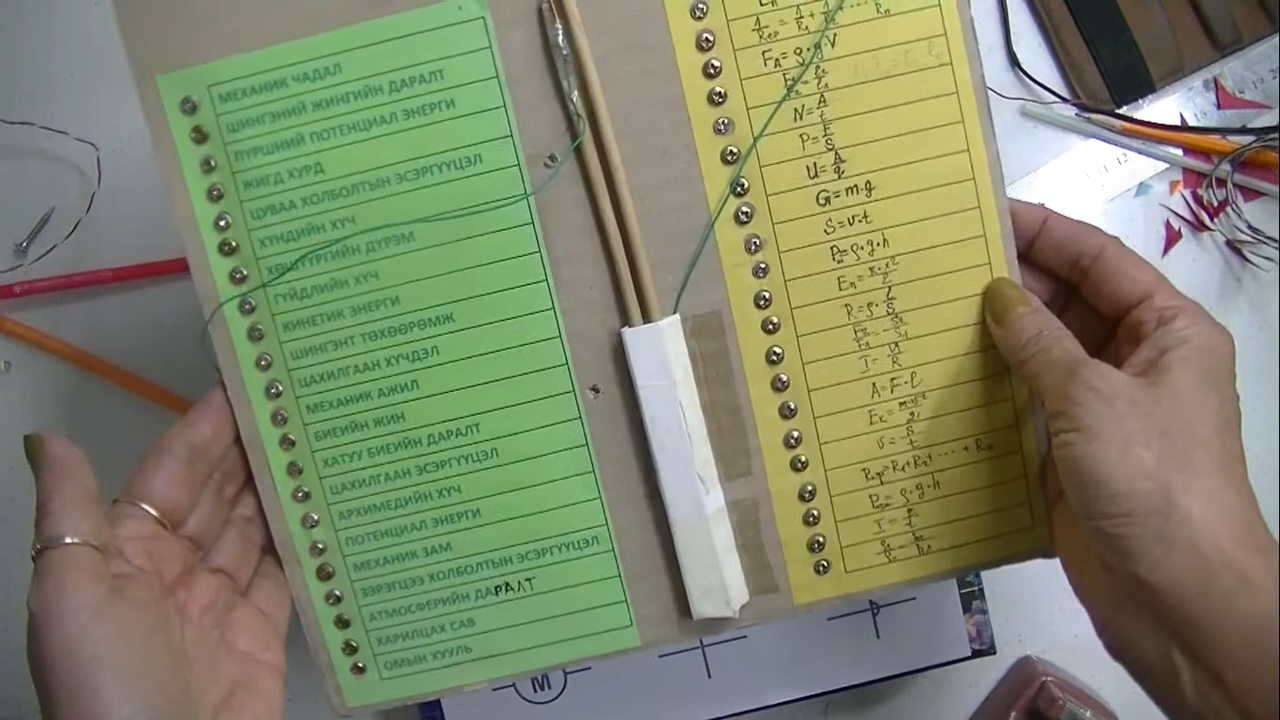 МЕХАНИК ЧАДАЛ
ШИНГЭНИЙ ЖИНГИЙН ДАРАЛТ
ПҮРШНИЙ ПОТЕНЦИАЛ ЭНЕРГИ
ЖИГД ХУРД
ЦУВАА ХОЛБОЛТЫН ЭСЭРГҮҮЦЭЛ
ХҮНДИЙН ХҮЧ
ХӨШҮҮРГИЙН ДҮРЭМ
ГҮЙДЛИЙН ХҮЧ
КИНЕТИК ЭНЕРГИ
ШИНГЭНТ ТӨХӨӨРӨМЖ
ЦАХИЛГААН ХҮЧДЭЛ
МЕХАНИК АЖИЛ
БИЕИЙН ЖИН
ХАТУУ БИЕИЙН ДАРАЛТ
ЦАХИЛГААН ЭСЭРГҮҮЦЭЛ
АРХИМЕДИЙН ХҮЧ
ПОТЕНЦИАЛ ЭНЕРГИ
МЕХАНИК ЗАМ
ЗЭРЭГЦЭЭ ХОЛБОЛТЫН ЭСЭРГҮҮЦЭЛ
АТМОСФЕРИЙН ДАРАЛТ
ХАРИЛЦАХ САВ
ОМЫН ХУУЛЬ
F_A=ρ·g·V
N=A/t
P=F/S
U=A/q
G=m·g
S=v·t
R=ρ·l/S
A=F·l
v=S/t
M